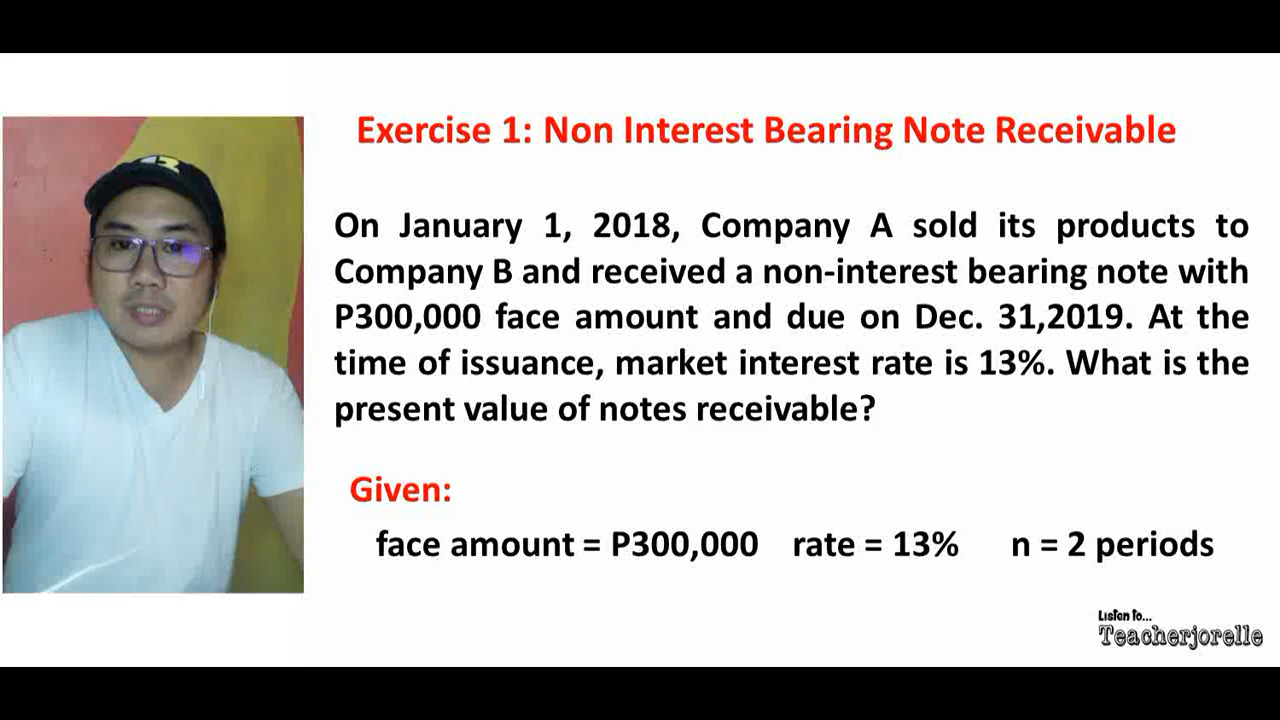 Exercise 1: Non Interest Bearing Note Receivable
On January 1, 2018, Company A sold its products to
Company B and received a non-interest bearing note with
P300,000 face amount and due on Dec. 31,2019. At the
time of issuance, market interest rate is 13%. What is the
present value of notes receivable?
Given:
face amount = P300,000 rate = 13% n = 2 periods
Listen to...
Teacherjorelle